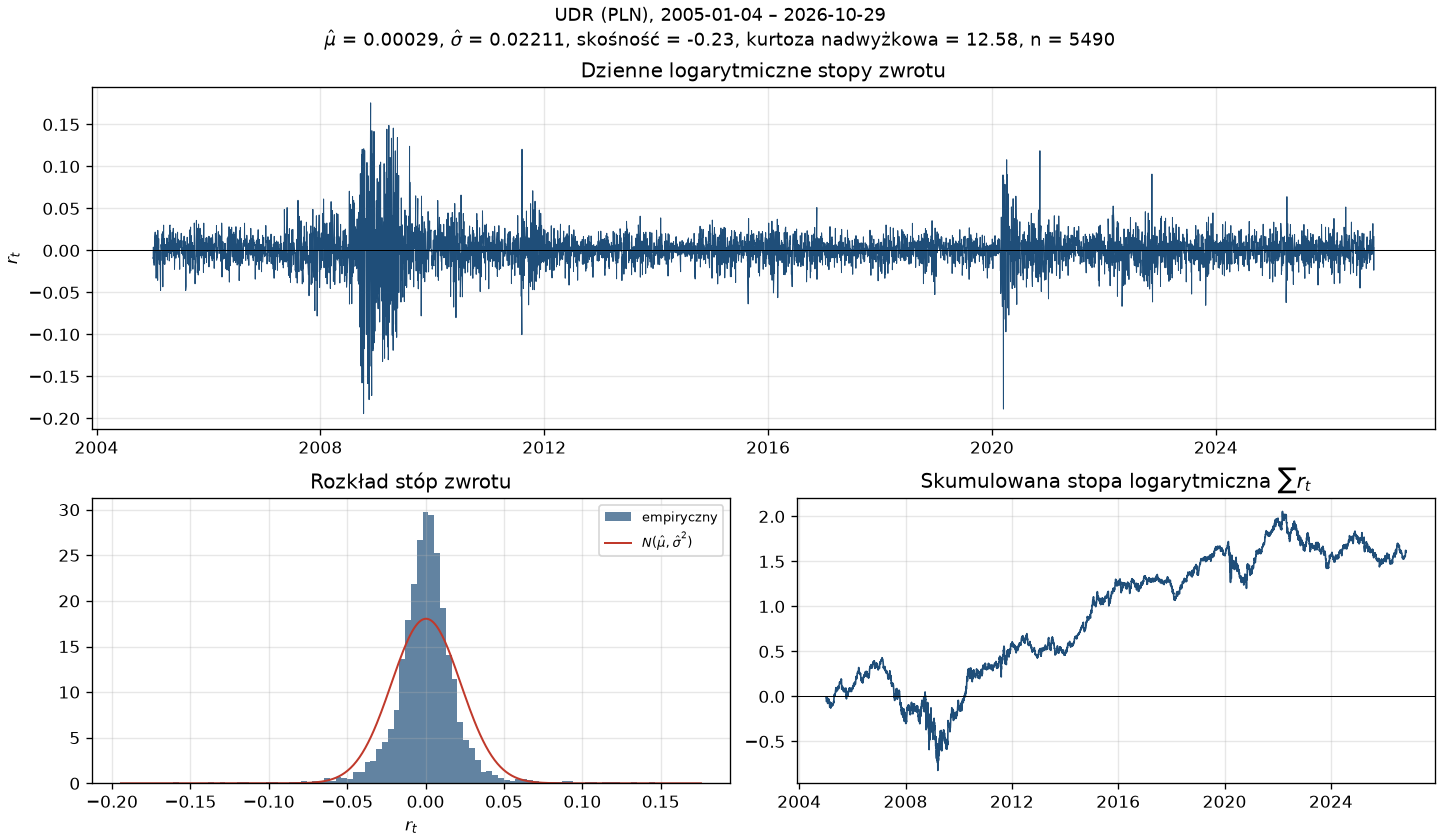 UDR (PLN), 2005-01-04 – 2026-10-29
μ̂ = 0.00029, σ̂ = 0.02211, skośność = -0.23, kurtoza nadwyżkowa = 12.58, n = 5490
Dzienne logarytmiczne stopy zwrotu
0.15
0.10
0.05
0.00
−0.05
−0.10
−0.15
−0.20
r_t
2004 2008 2012 2016 2020 2024
Rozkład stóp zwrotu
30
25
20
15
10
5
0
empiryczny
N(μ̂, σ̂²)
−0.20 −0.15 −0.10 −0.05 0.00 0.05 0.10 0.15
r_t
Skumulowana stopa logarytmiczna ∑r_t
2.0
1.5
1.0
0.5
0.0
−0.5
2004 2008 2012 2016 2020 2024